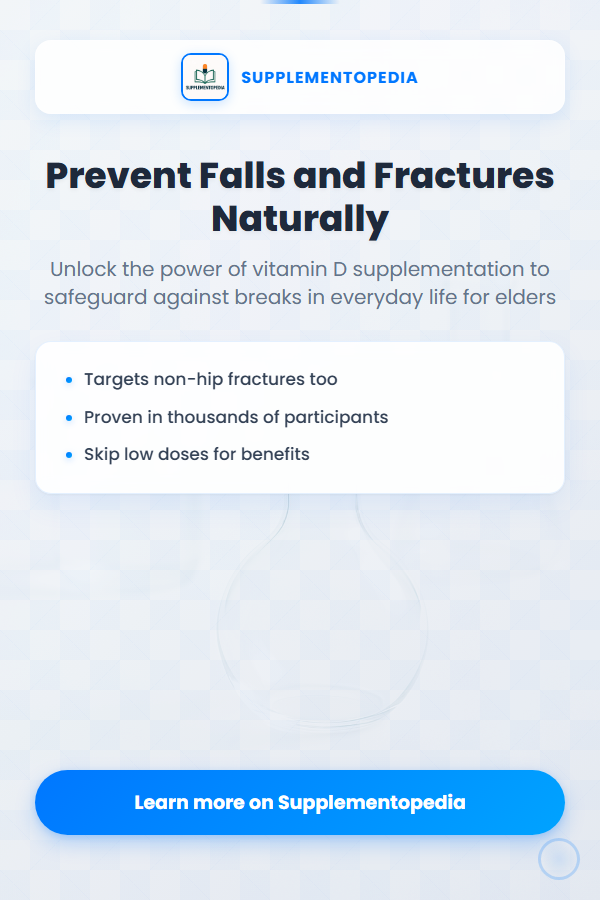 SUPPLEMENTOPEDIA
SUPPLEMENTOPEDIA
Prevent Falls and Fractures
Naturally
Unlock the power of vitamin D supplementation to
safeguard against breaks in everyday life for elders
Targets non-hip fractures too
Proven in thousands of participants
Skip low doses for benefits
Learn more on Supplementopedia